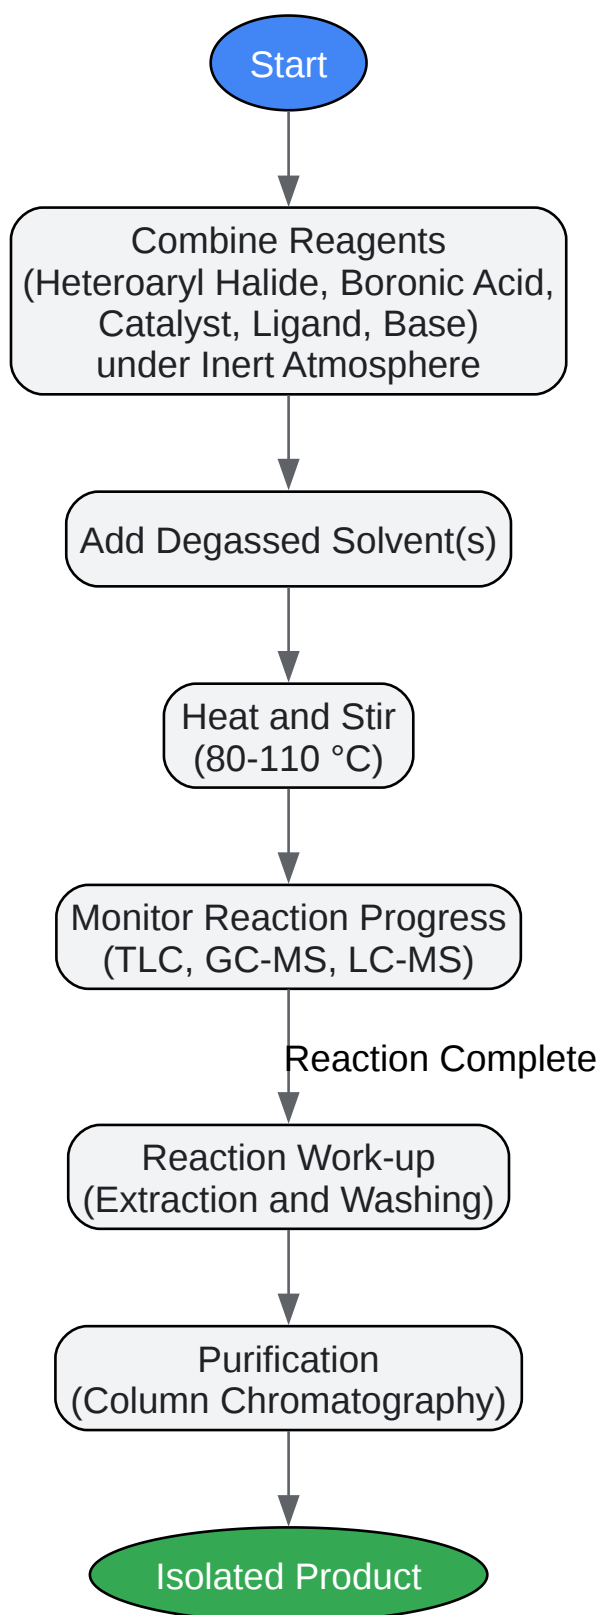 Start
Combine Reagents
(Heteroaryl Halide, Boronic Acid,
Catalyst, Ligand, Base)
under Inert Atmosphere
Add Degassed Solvent(s)
Heat and Stir
(80-110 °C)
Monitor Reaction Progress
(TLC, GC-MS, LC-MS)
Reaction Complete
Reaction Work-up
(Extraction and Washing)
Purification
(Column Chromatography)
Isolated Product